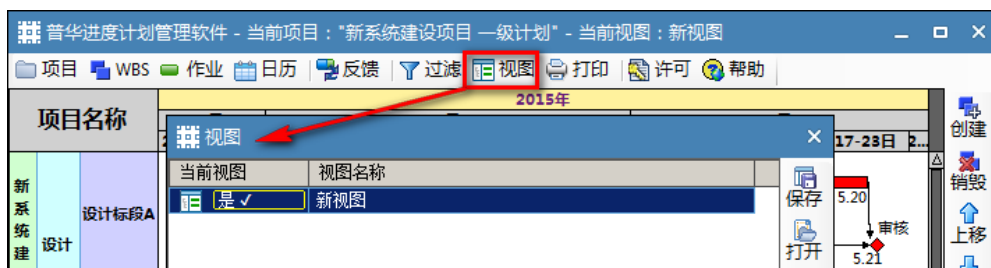 普华进度计划管理软件 - 当前项目："新系统建设项目 —级计划" - 当前视图：新视图
项目 WBS 作业 日历 反馈 过滤 视图 打印 许可 帮助
项目名称
2015年
17-23日 2...
创建
销毁
上移
视图
当前视图 视图名称
是✓ 新视图
保存
打开
新系统建
设计
设计标段A
5.20
审核
5.21